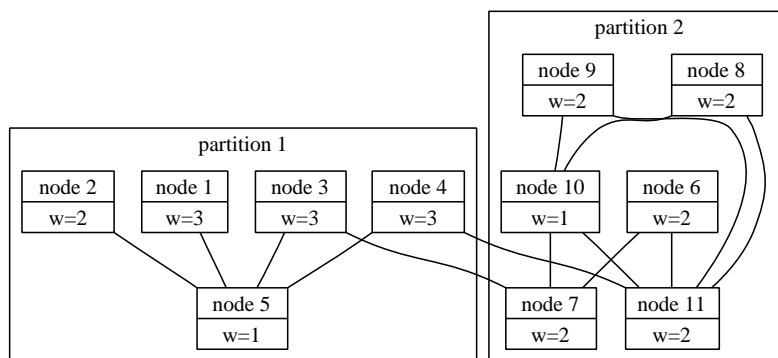 partition 2
node 9
w=2
node 8
w=2
partition 1
node 2
w=2
node 1
w=3
node 3
w=3
node 4
w=3
node 10
w=1
node 6
w=2
node 5
w=1
node 7
w=2
node 11
w=2